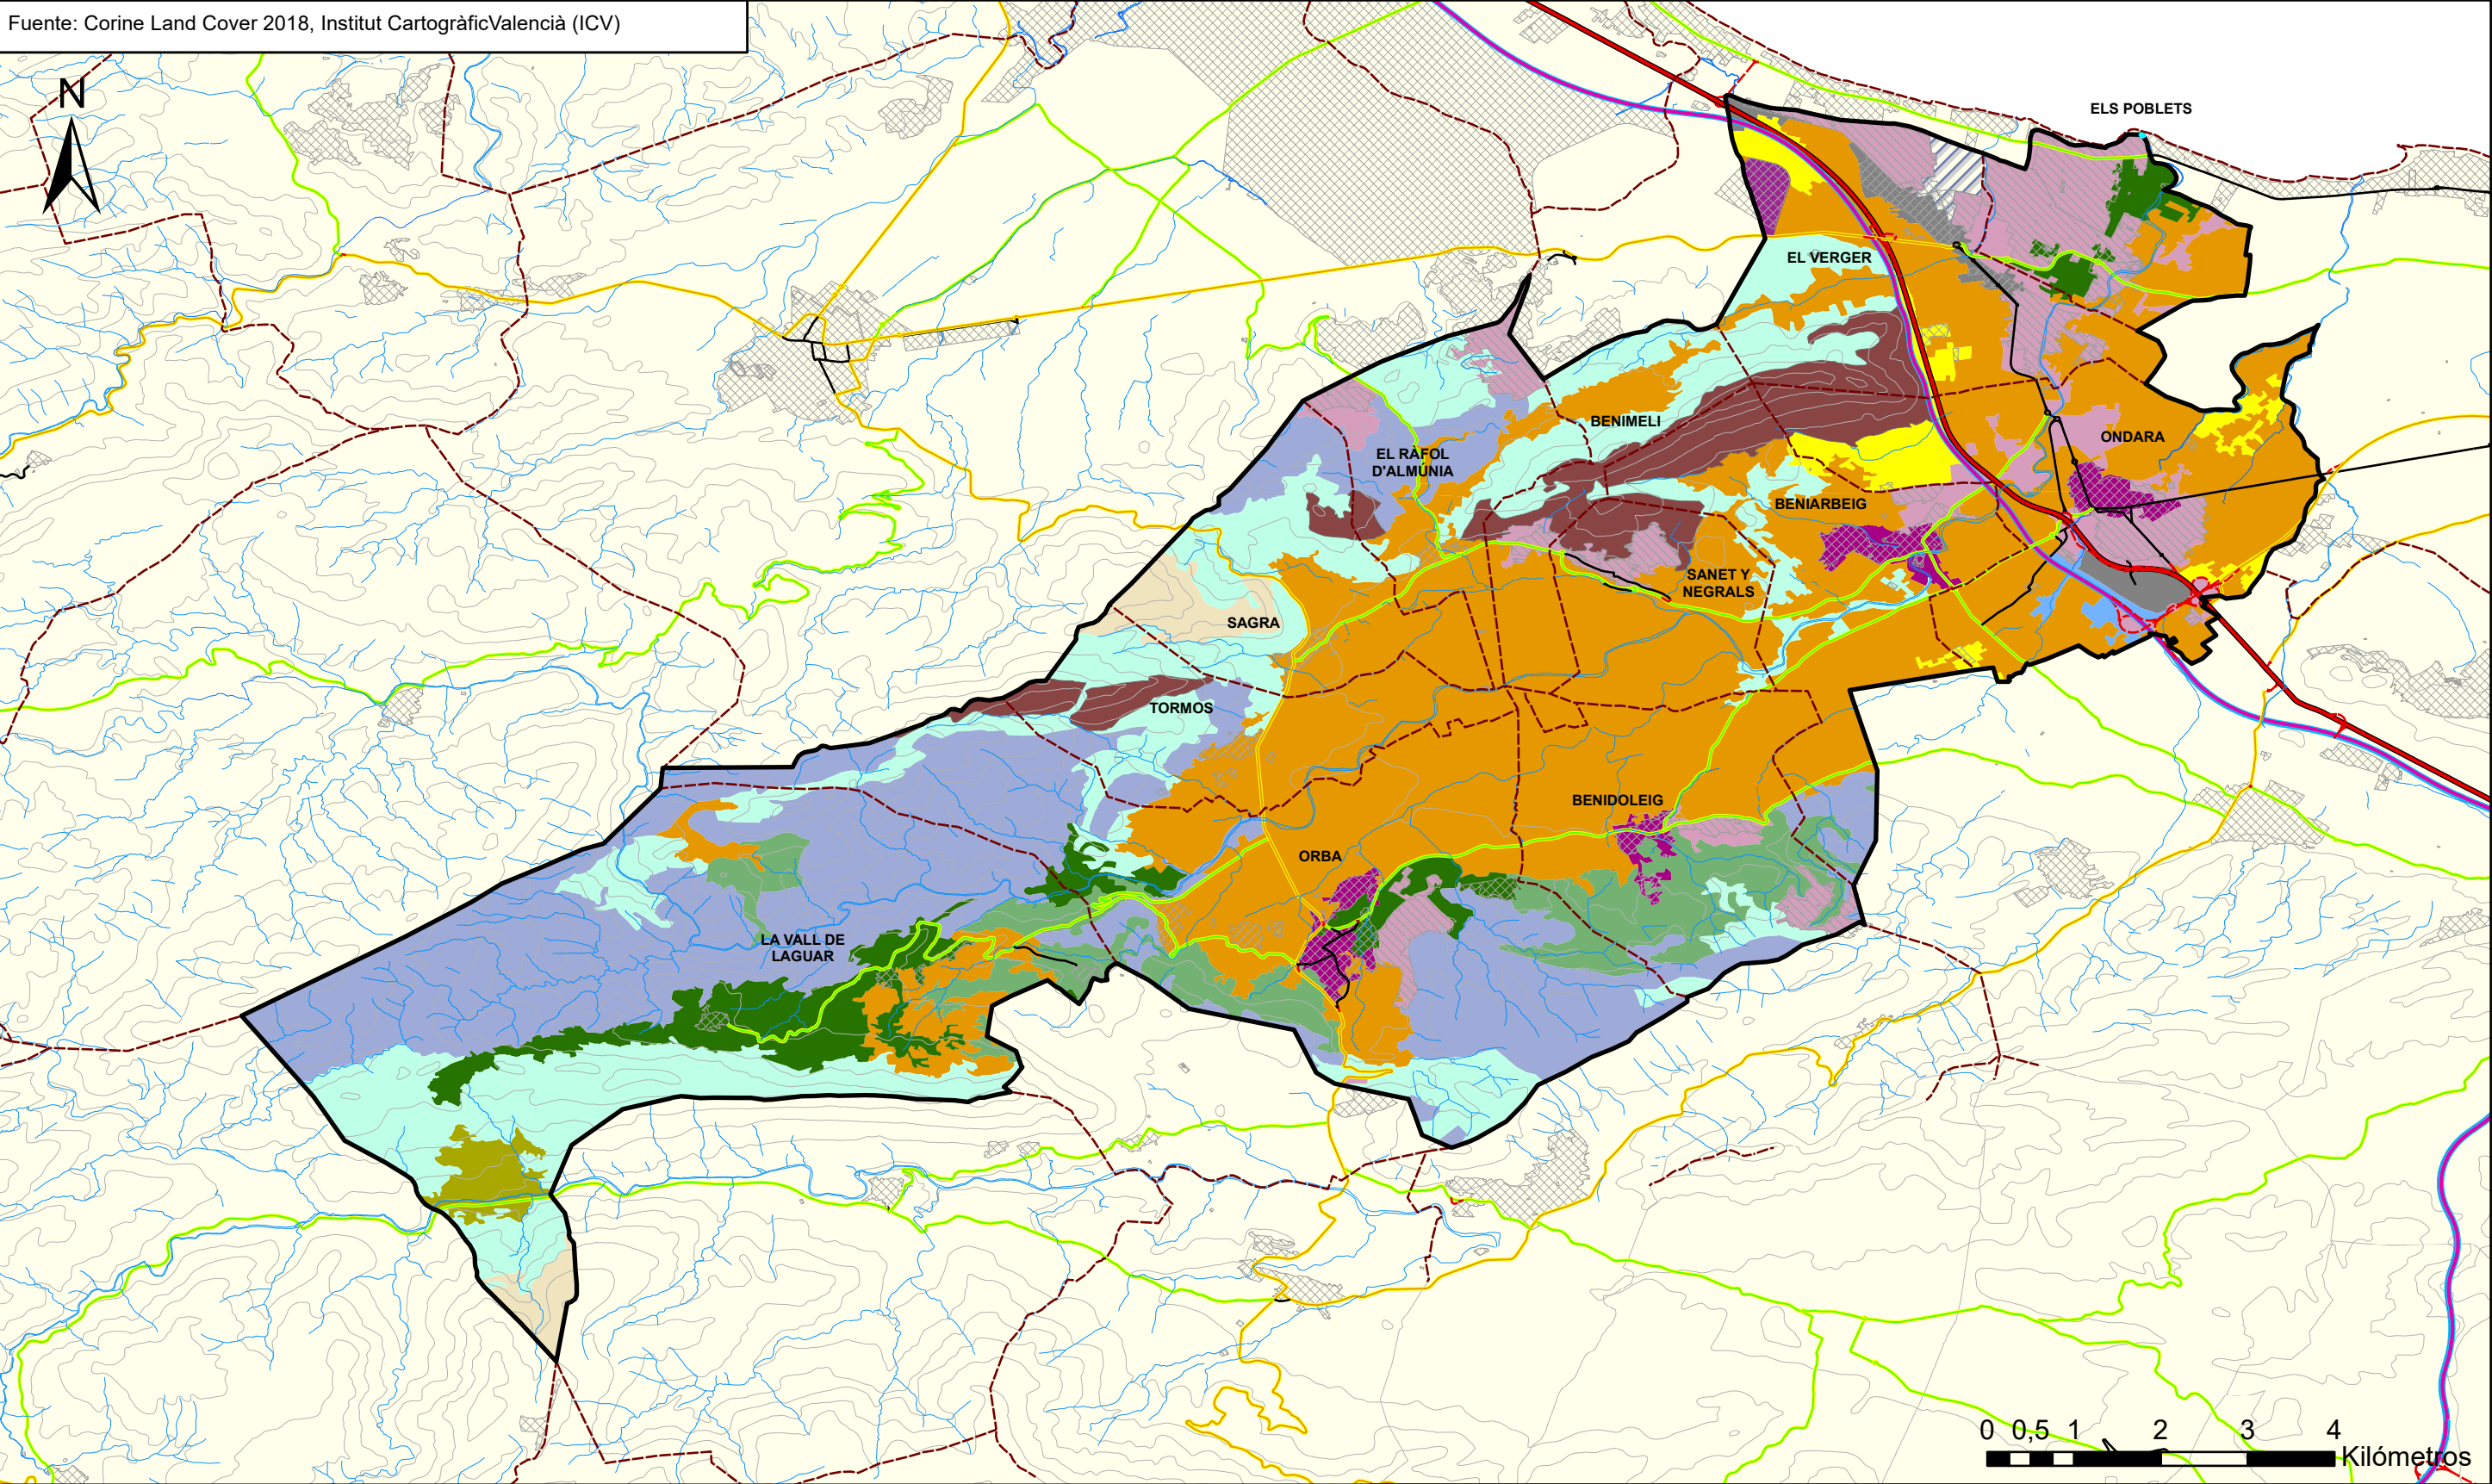 Fuente: Corine Land Cover 2018, Institut CartogràficValencià (ICV)
N
ELS POBLETS
EL VERGER
BENIMELI
ONDARA
EL RÀFOL
D'ALMÚNIA
BENIARBEIG
SANET Y
NEGRALS
SAGRA
TORMOS
BENIDOLEIG
ORBA
LA VALL DE
LAGUAR
0 0,5 1 2 3 4
Kilómetros